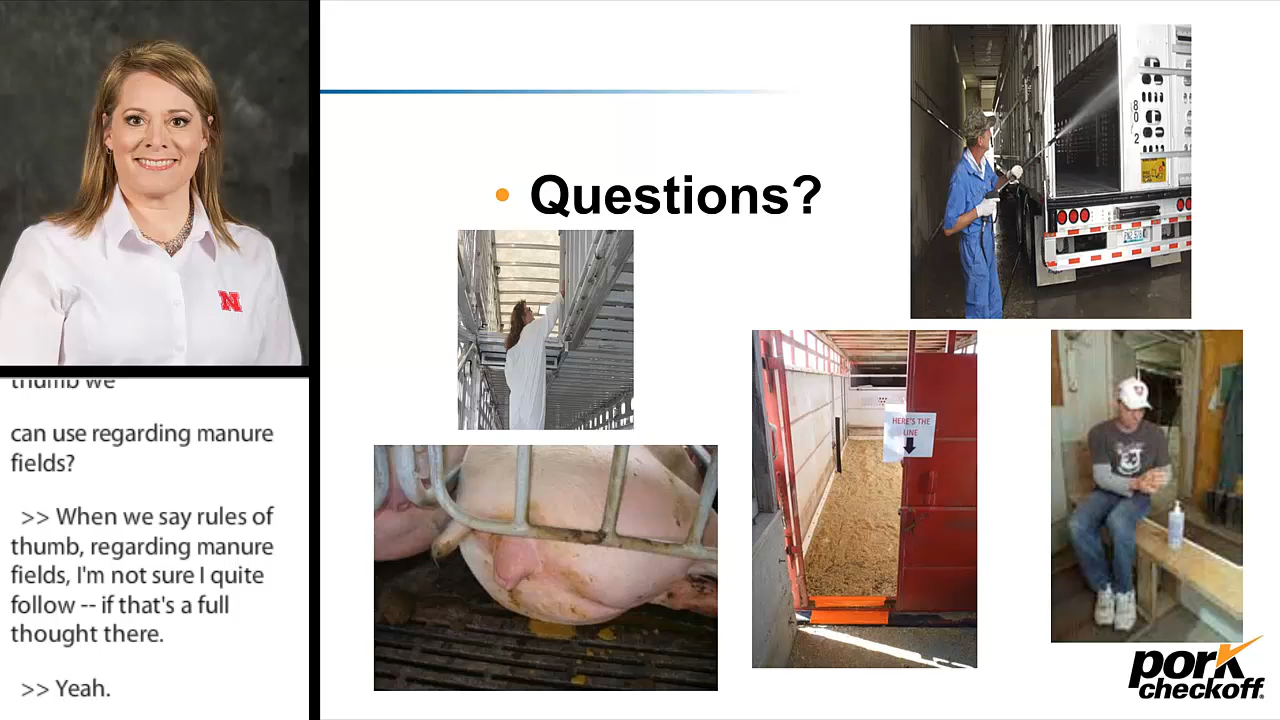 N
thumb we
can use regarding manure
fields?
>> When we say rules of
thumb, regarding manure
fields, I'm not sure I quite
follow -- if that's a full
thought there.
>> Yeah.
• Questions?
802
HERE'S THE
LINE
pork
checkoff®